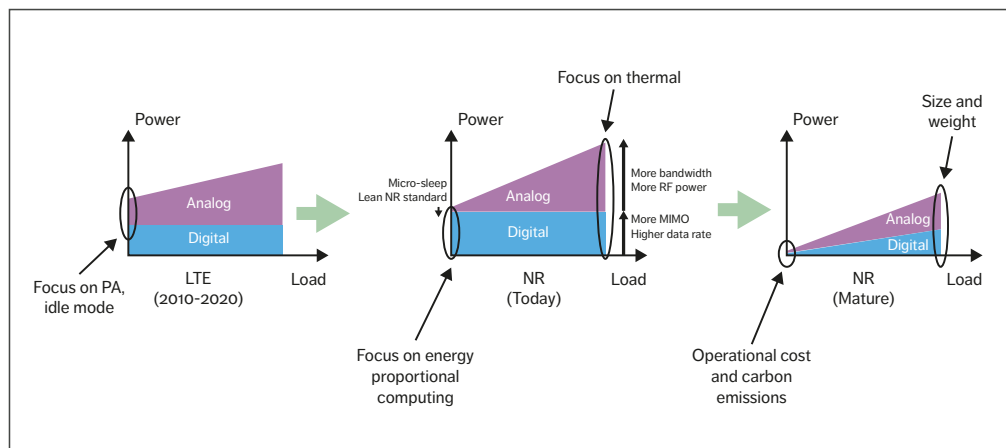 Power
Analog
Digital
Load
LTE
(2010-2020)
Focus on PA,
idle mode
Focus on thermal
Power
Micro-sleep
Lean NR standard
Analog
Digital
More bandwidth
More RF power
More MIMO
Higher data rate
Load
NR
(Today)
Focus on energy
proportional
computing
Size and
weight
Power
Analog
Digital
Load
NR
(Mature)
Operational cost
and carbon
emissions